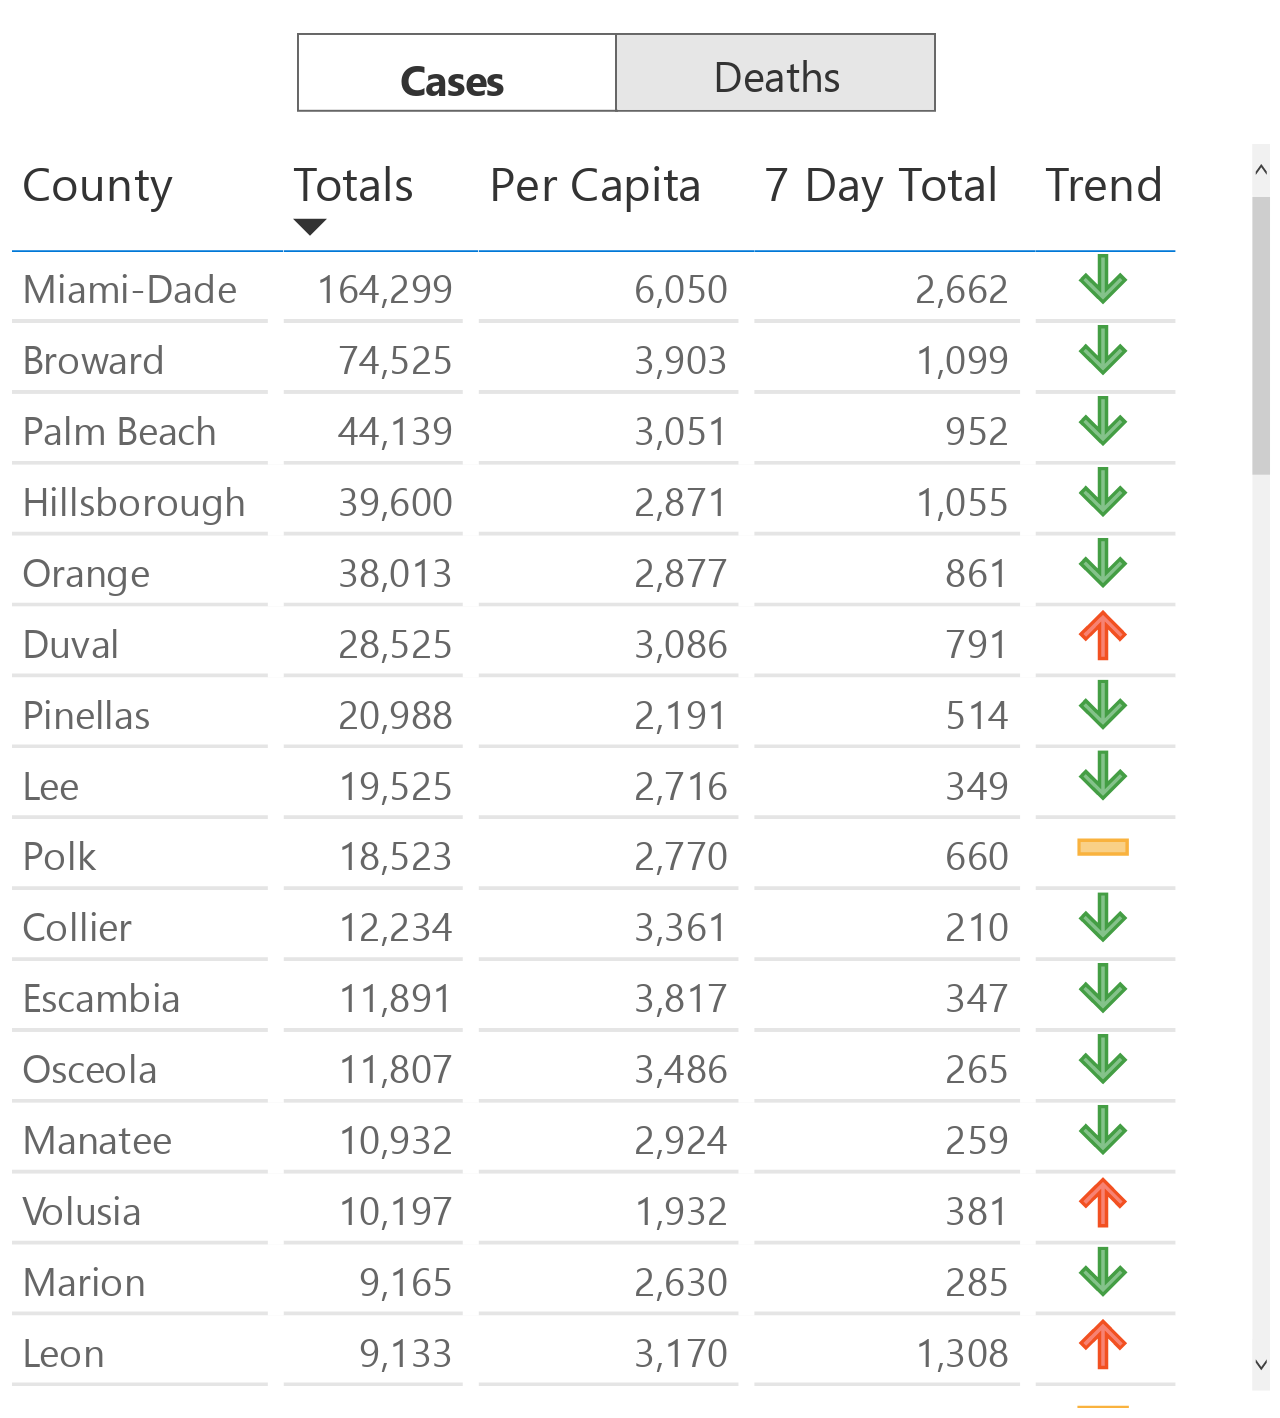 Cases Deaths
County Totals Per Capita 7 Day Total Trend
Miami-Dade 164,299 6,050 2,662
Broward 74,525 3,903 1,099
Palm Beach 44,139 3,051 952
Hillsborough 39,600 2,871 1,055
Orange 38,013 2,877 861
Duval 28,525 3,086 791
Pinellas 20,988 2,191 514
Lee 19,525 2,716 349
Polk 18,523 2,770 660
Collier 12,234 3,361 210
Escambia 11,891 3,817 347
Osceola 11,807 3,486 265
Manatee 10,932 2,924 259
Volusia 10,197 1,932 381
Marion 9,165 2,630 285
Leon 9,133 3,170 1,308